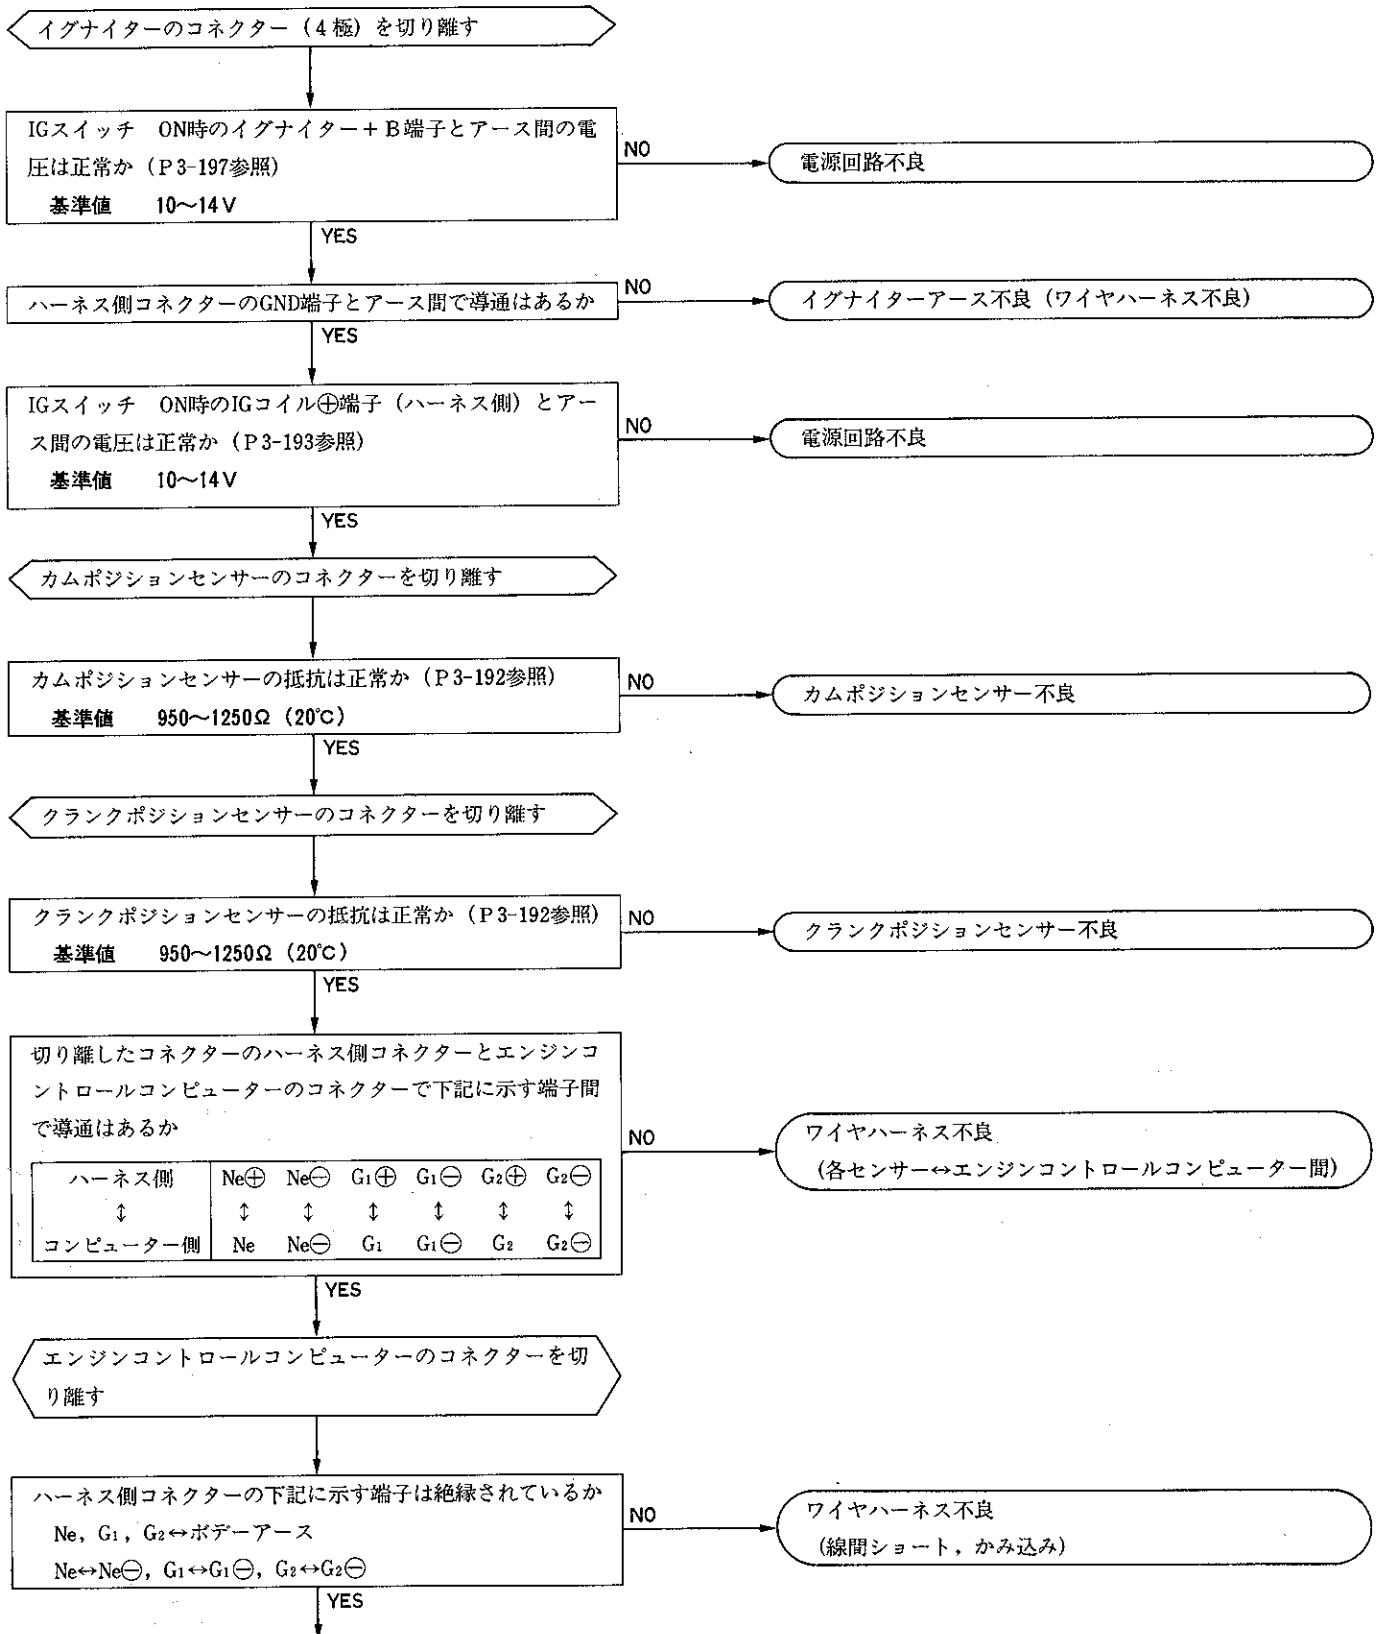 イグナイターのコネクター（4極）を切り離す
IGスイッチ　ON時のイグナイター＋B端子とアース間の電
圧は正常か（P3-197参照）
基準値　10〜14V
NO
電源回路不良
YES
ハーネス側コネクターのGND端子とアース間で導通はあるか
NO
イグナイターアース不良（ワイヤハーネス不良）
YES
IGスイッチ　ON時のIGコイル⊕端子（ハーネス側）とアー
ス間の電圧は正常か（P3-193参照）
基準値　10〜14V
NO
電源回路不良
YES
カムポジションセンサーのコネクターを切り離す
カムポジションセンサーの抵抗は正常か（P3-192参照）
基準値　950〜1250Ω（20℃）
NO
カムポジションセンサー不良
YES
クランクポジションセンサーのコネクターを切り離す
クランクポジションセンサーの抵抗は正常か（P3-192参照）
基準値　950〜1250Ω（20℃）
NO
クランクポジションセンサー不良
YES
切り離したコネクターのハーネス側コネクターとエンジンコ
ントロールコンピューターのコネクターで下記に示す端子間
で導通はあるか
ハーネス側　Ne⊕　Ne⊖　G₁⊕　G₁⊖　G₂⊕　G₂⊖
↕　↕　↕　↕　↕　↕　↕
コンピューター側　Ne　Ne⊖　G₁　G₁⊖　G₂　G₂⊖
NO
ワイヤハーネス不良
（各センサー↔エンジンコントロールコンピューター間）
YES
エンジンコントロールコンピューターのコネクターを切
り離す
ハーネス側コネクターの下記に示す端子は絶縁されているか
Ne, G₁, G₂↔ボデーアース
Ne↔Ne⊖, G₁↔G₁⊖, G₂↔G₂⊖
NO
ワイヤハーネス不良
（線間ショート，かみ込み）
YES